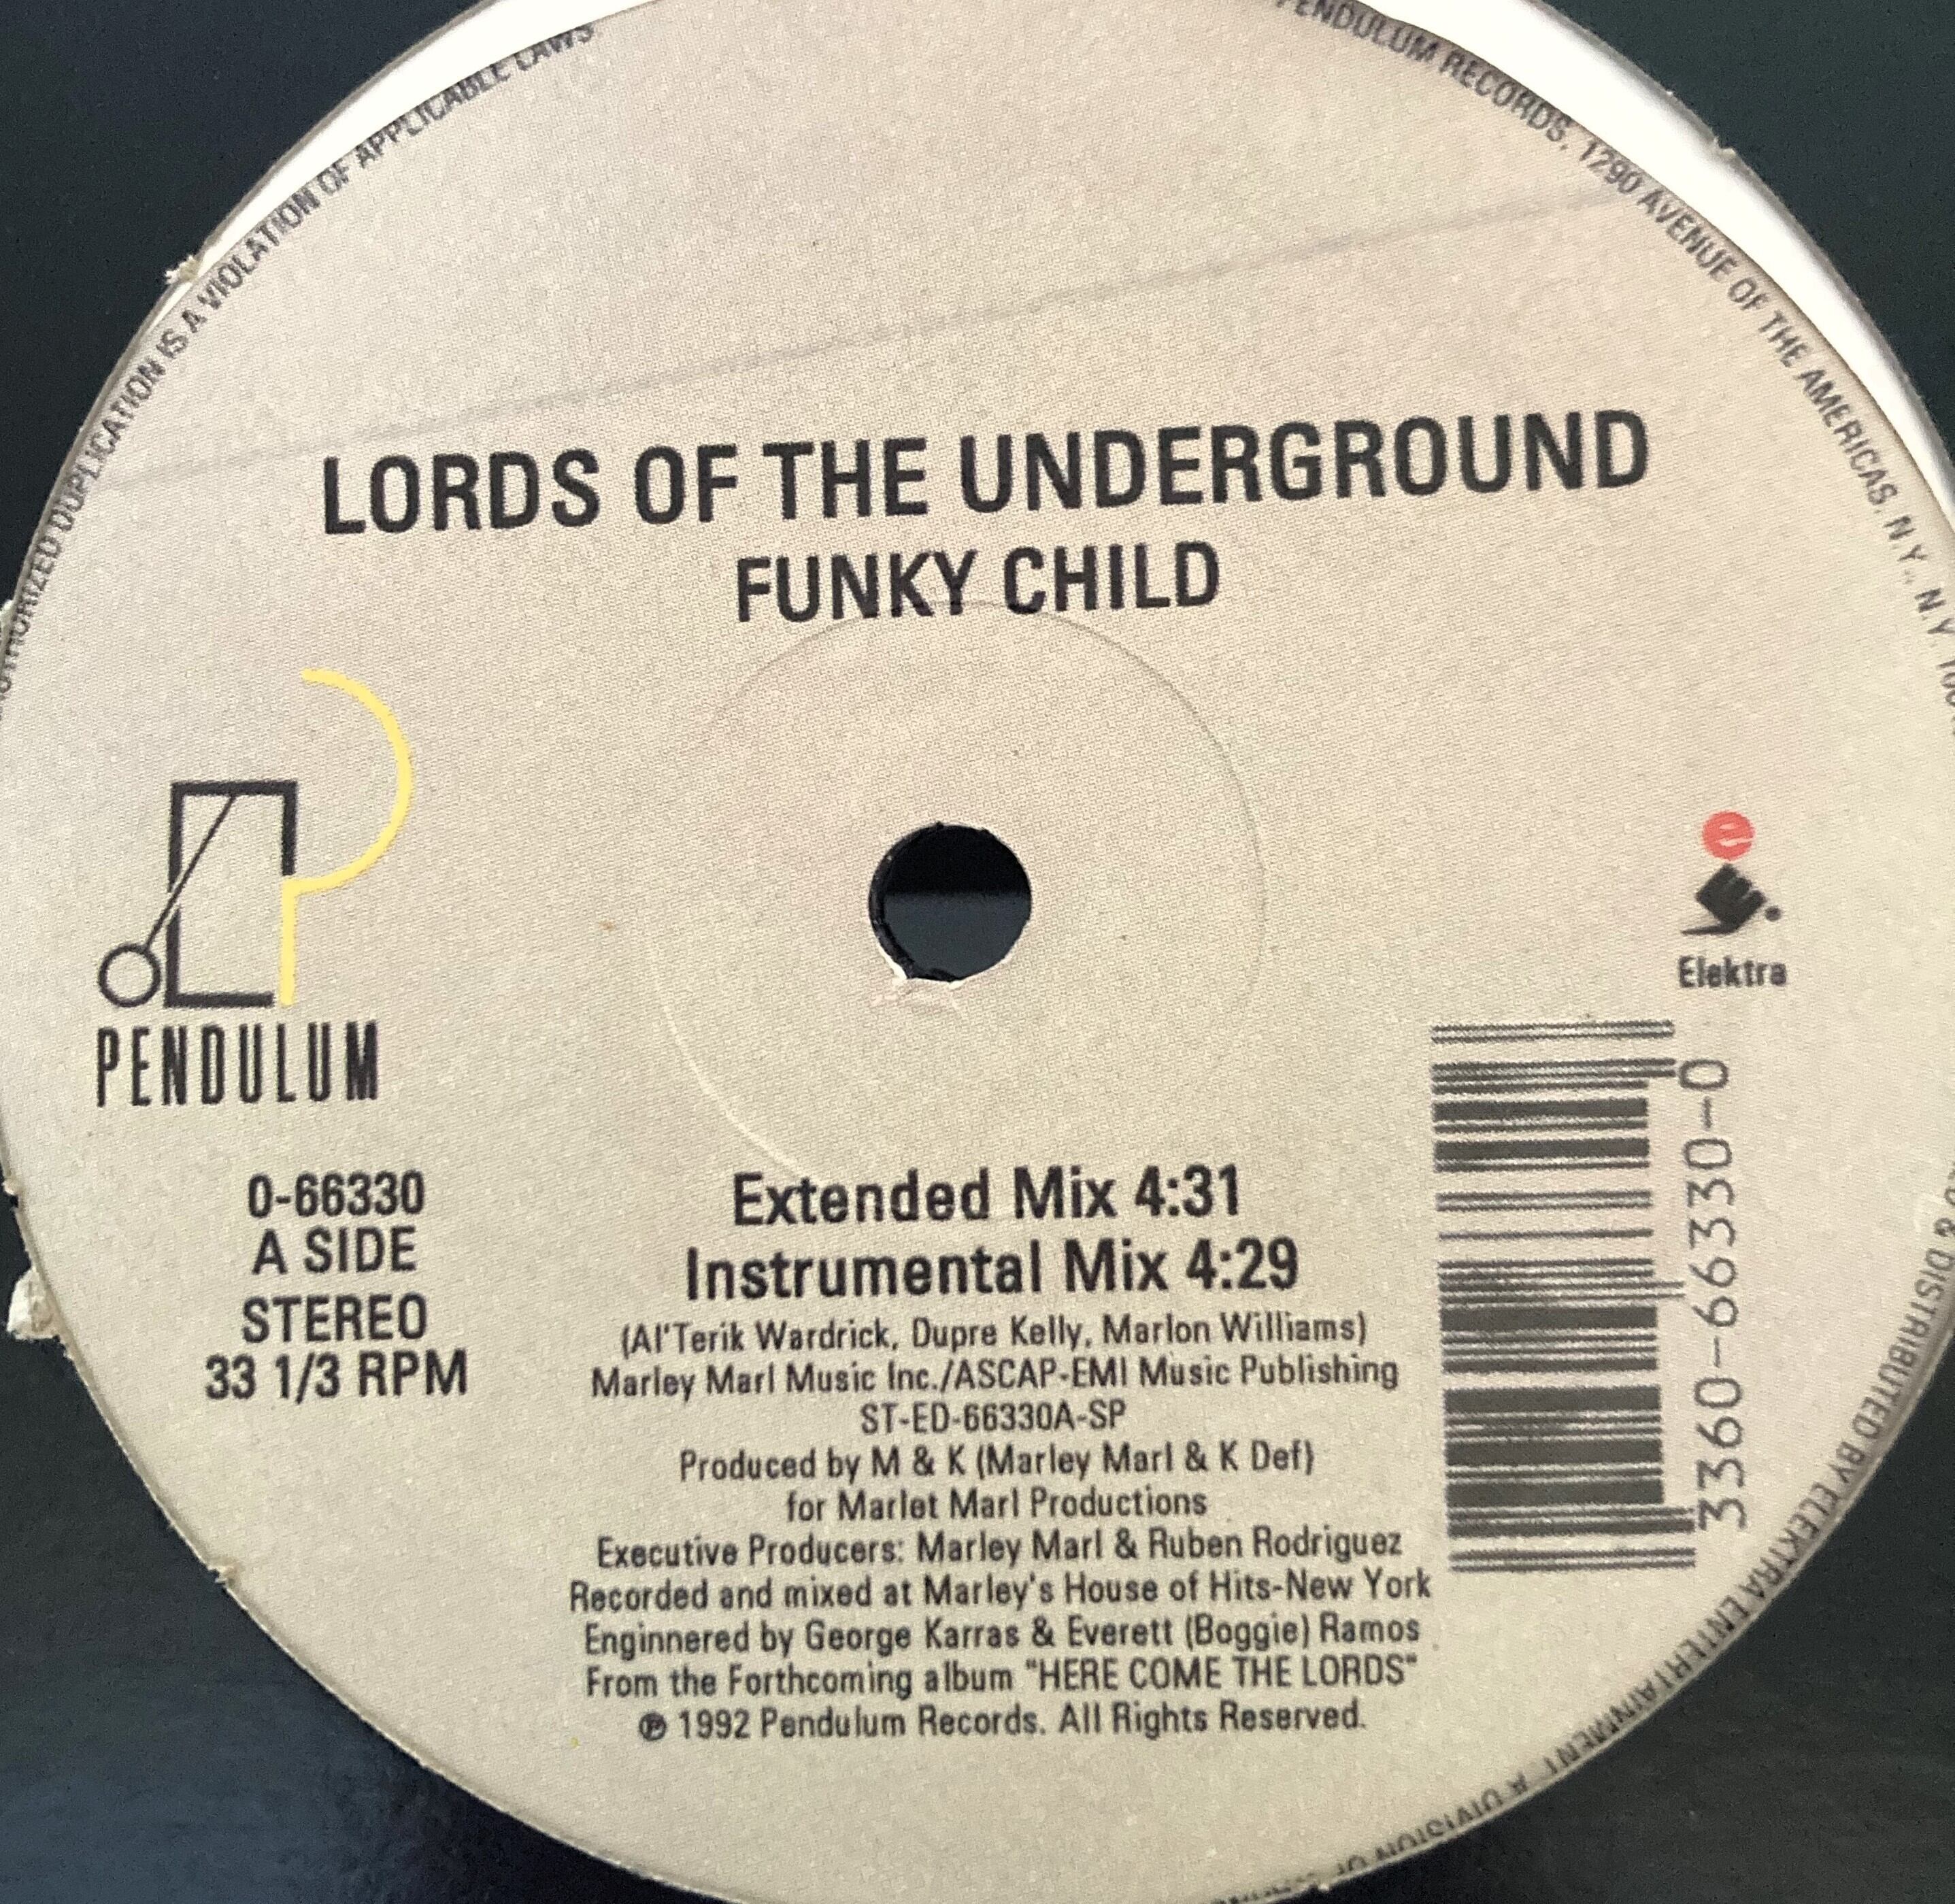 UNAUTHORIZED DUPLICATION IS A VIOLATION OF APPLICABLE LAWS
PENDULUM RECORDS, 1290 AVENUE OF THE AMERICAS, N.Y., N.Y.
LORDS OF THE UNDERGROUND
FUNKY CHILD
PENDULUM
e
Elektra
0-66330
A SIDE
STEREO
33 1/3 RPM
Extended Mix 4:31
Instrumental Mix 4:29
(Al'Terik Wardrick, Dupre Kelly, Marlon Williams)
Marley Marl Music Inc./ASCAP-EMI Music Publishing
ST-ED-66330A-SP
Produced by M & K (Marley Marl & K Def)
for Marlet Marl Productions
Executive Producers: Marley Marl & Ruben Rodriguez
Recorded and mixed at Marley's House of Hits-New York
Enginnered by George Karras & Everett (Boggie) Ramos
From the Forthcoming album "HERE COME THE LORDS"
℗ 1992 Pendulum Records. All Rights Reserved.
3360-66330-0
& DISTRIBUTED BY ELEKTRA ENTERTAINMENT, A DIVISION OF